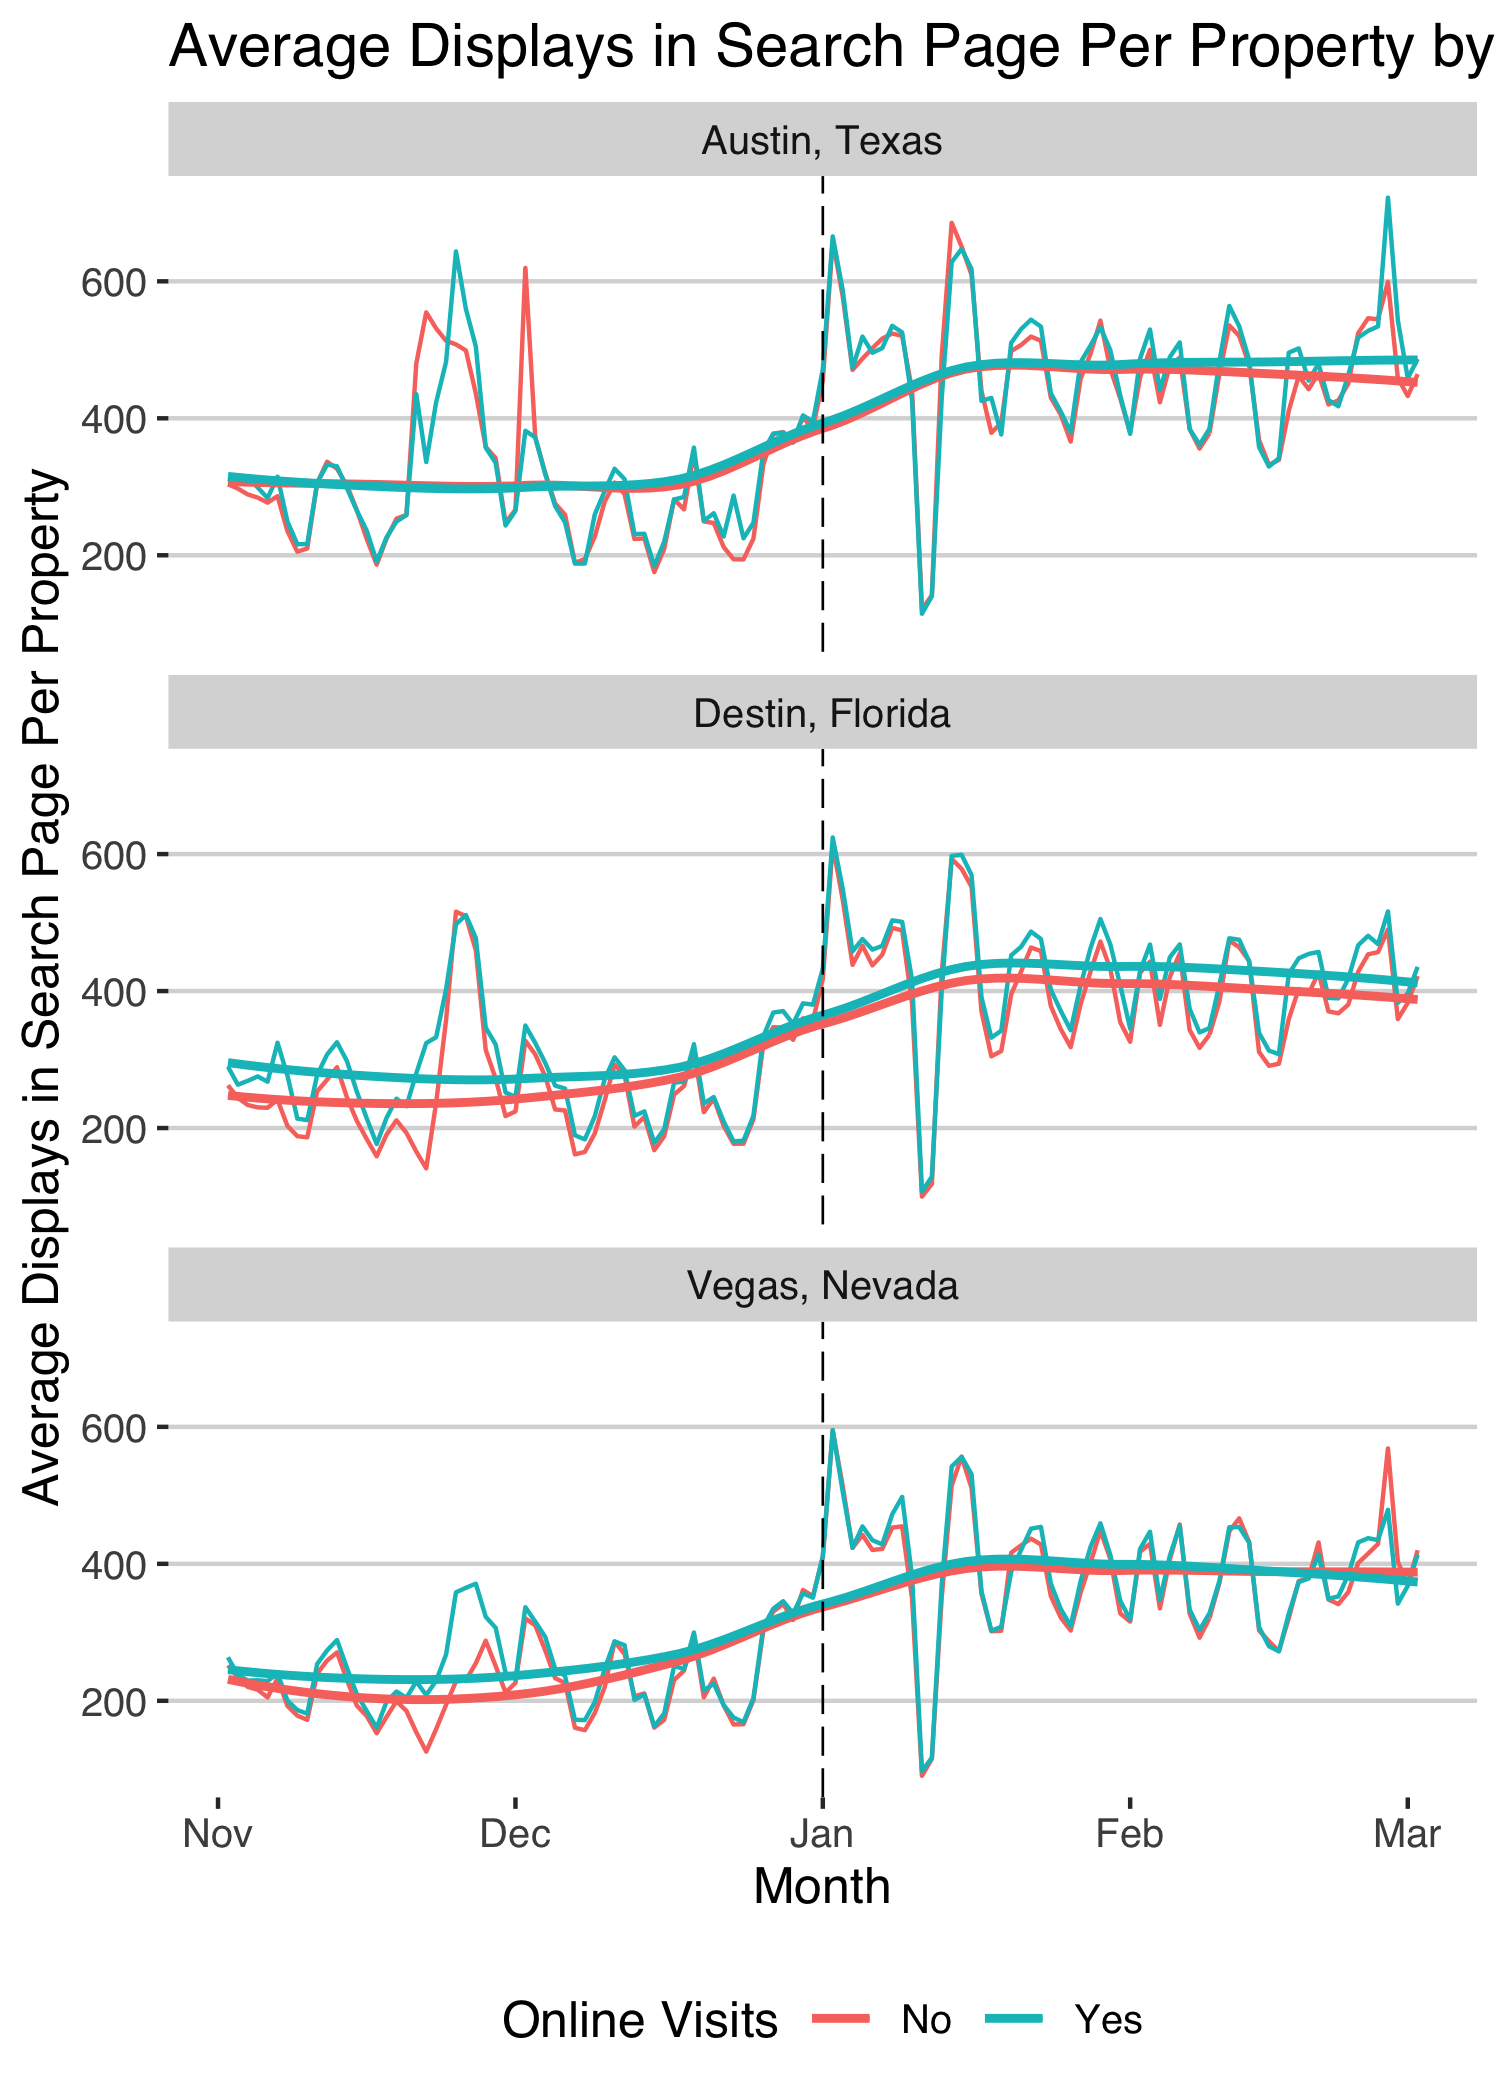 Average Displays in Search Page Per Property by
Austin, Texas
600
400
200
Destin, Florida
600
400
200
Vegas, Nevada
600
400
200
Average Displays in Search Page Per Property
Nov Dec Jan Feb Mar
Month
Online Visits No Yes